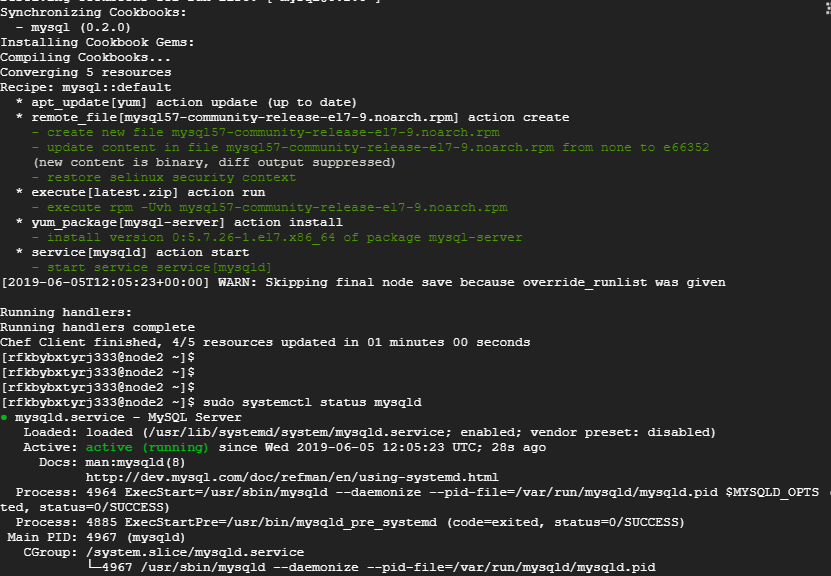 Synchronizing Cookbooks:
  - mysql (0.2.0)
Installing Cookbook Gems:
Compiling Cookbooks...
Converging 5 resources
Recipe: mysql::default
  * apt_update[yum] action update (up to date)
  * remote_file[mysql57-community-release-el7-9.noarch.rpm] action create
    - create new file mysql57-community-release-el7-9.noarch.rpm
    - update content in file mysql57-community-release-el7-9.noarch.rpm from none to e66352
    (new content is binary, diff output suppressed)
    - restore selinux security context
  * execute[latest.zip] action run
    - execute rpm -Uvh mysql57-community-release-el7-9.noarch.rpm
  * yum_package[mysql-server] action install
    - install version 0:5.7.26-1.el7.x86_64 of package mysql-server
  * service[mysqld] action start
    - start service service[mysqld]
[2019-06-05T12:05:23+00:00] WARN: Skipping final node save because override_runlist was given

Running handlers:
Running handlers complete
Chef Client finished, 4/5 resources updated in 01 minutes 00 seconds
[rfkbybxtyrj333@node2 ~]$
[rfkbybxtyrj333@node2 ~]$
[rfkbybxtyrj333@node2 ~]$
[rfkbybxtyrj333@node2 ~]$ sudo systemctl status mysqld
● mysqld.service - MySQL Server
   Loaded: loaded (/usr/lib/systemd/system/mysqld.service; enabled; vendor preset: disabled)
   Active: active (running) since Wed 2019-06-05 12:05:23 UTC; 28s ago
     Docs: man:mysqld(8)
           http://dev.mysql.com/doc/refman/en/using-systemd.html
  Process: 4964 ExecStart=/usr/sbin/mysqld --daemonize --pid-file=/var/run/mysqld/mysqld.pid $MYSQLD_OPTS
ted, status=0/SUCCESS)
  Process: 4885 ExecStartPre=/usr/bin/mysqld_pre_systemd (code=exited, status=0/SUCCESS)
 Main PID: 4967 (mysqld)
   CGroup: /system.slice/mysqld.service
           └─4967 /usr/sbin/mysqld --daemonize --pid-file=/var/run/mysqld/mysqld.pid